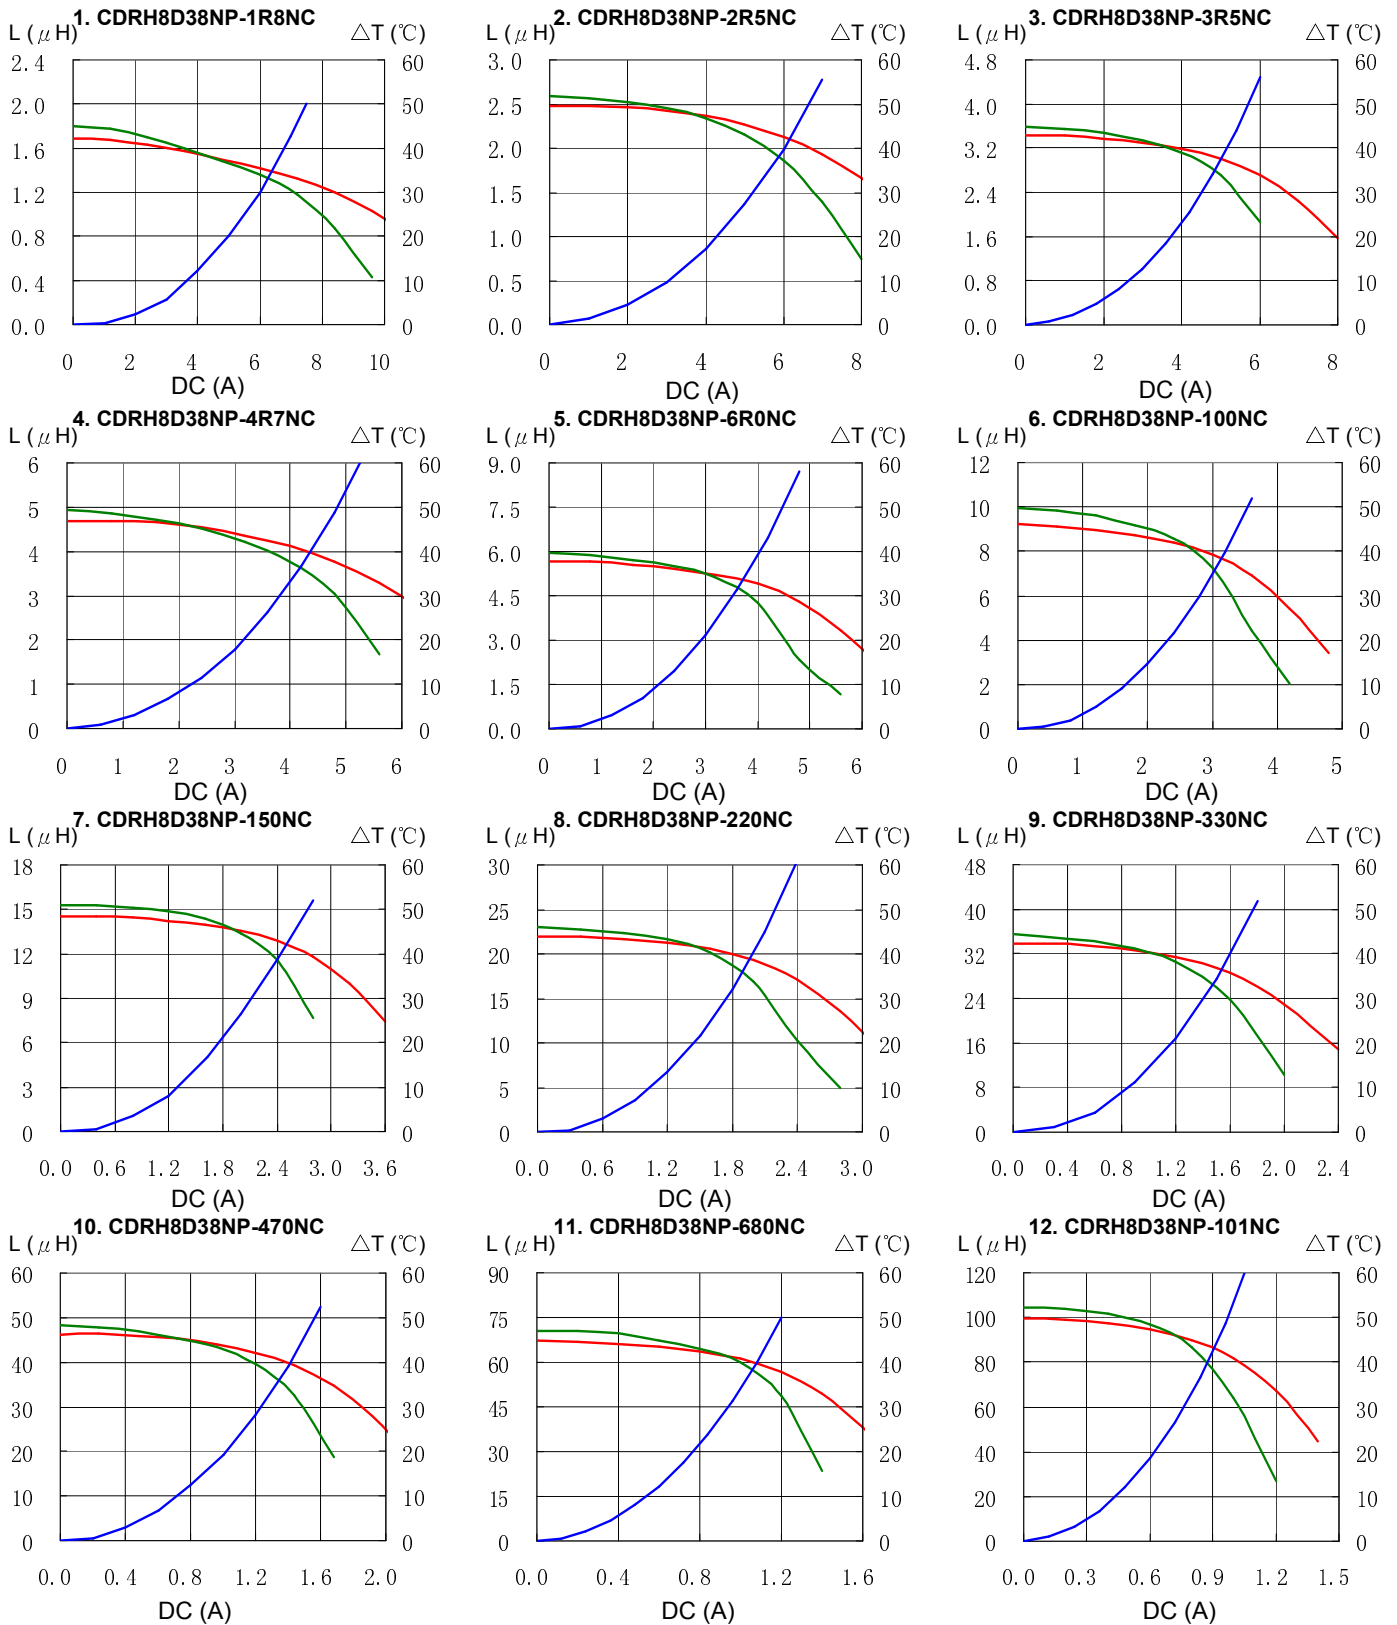 1. CDRH8D38NP-1R8NC
L (μH) △T (℃)
2.4 60
2.0 50
1.6 40
1.2 30
0.8 20
0.4 10
0.0 0
0 2 4 6 8 10
DC (A)
2. CDRH8D38NP-2R5NC
L (μH) △T (℃)
3.0 60
2.5 50
2.0 40
1.5 30
1.0 20
0.5 10
0.0 0
0 2 4 6 8
DC (A)
3. CDRH8D38NP-3R5NC
L (μH) △T (℃)
4.8 60
4.0 50
3.2 40
2.4 30
1.6 20
0.8 10
0.0 0
0 2 4 6 8
DC (A)
4. CDRH8D38NP-4R7NC
L (μH) △T (℃)
6 60
5 50
4 40
3 30
2 20
1 10
0 0
0 1 2 3 4 5 6
DC (A)
5. CDRH8D38NP-6R0NC
L (μH) △T (℃)
9.0 60
7.5 50
6.0 40
4.5 30
3.0 20
1.5 10
0.0 0
0 1 2 3 4 5 6
DC (A)
6. CDRH8D38NP-100NC
L (μH) △T (℃)
12 60
10 50
8 40
6 30
4 20
2 10
0 0
0 1 2 3 4 5
DC (A)
7. CDRH8D38NP-150NC
L (μH) △T (℃)
18 60
15 50
12 40
9 30
6 20
3 10
0 0
0.0 0.6 1.2 1.8 2.4 3.0 3.6
DC (A)
8. CDRH8D38NP-220NC
L (μH) △T (℃)
30 60
25 50
20 40
15 30
10 20
5 10
0 0
0.0 0.6 1.2 1.8 2.4 3.0
DC (A)
9. CDRH8D38NP-330NC
L (μH) △T (℃)
48 60
40 50
32 40
24 30
16 20
8 10
0 0
0.0 0.4 0.8 1.2 1.6 2.0 2.4
DC (A)
10. CDRH8D38NP-470NC
L (μH) △T (℃)
60 60
50 50
40 40
30 30
20 20
10 10
0 0
0.0 0.4 0.8 1.2 1.6 2.0
DC (A)
11. CDRH8D38NP-680NC
L (μH) △T (℃)
90 60
75 50
60 40
45 30
30 20
15 10
0 0
0.0 0.4 0.8 1.2 1.6
DC (A)
12. CDRH8D38NP-101NC
L (μH) △T (℃)
120 60
100 50
80 40
60 30
40 20
20 10
0 0
0.0 0.3 0.6 0.9 1.2 1.5
DC (A)